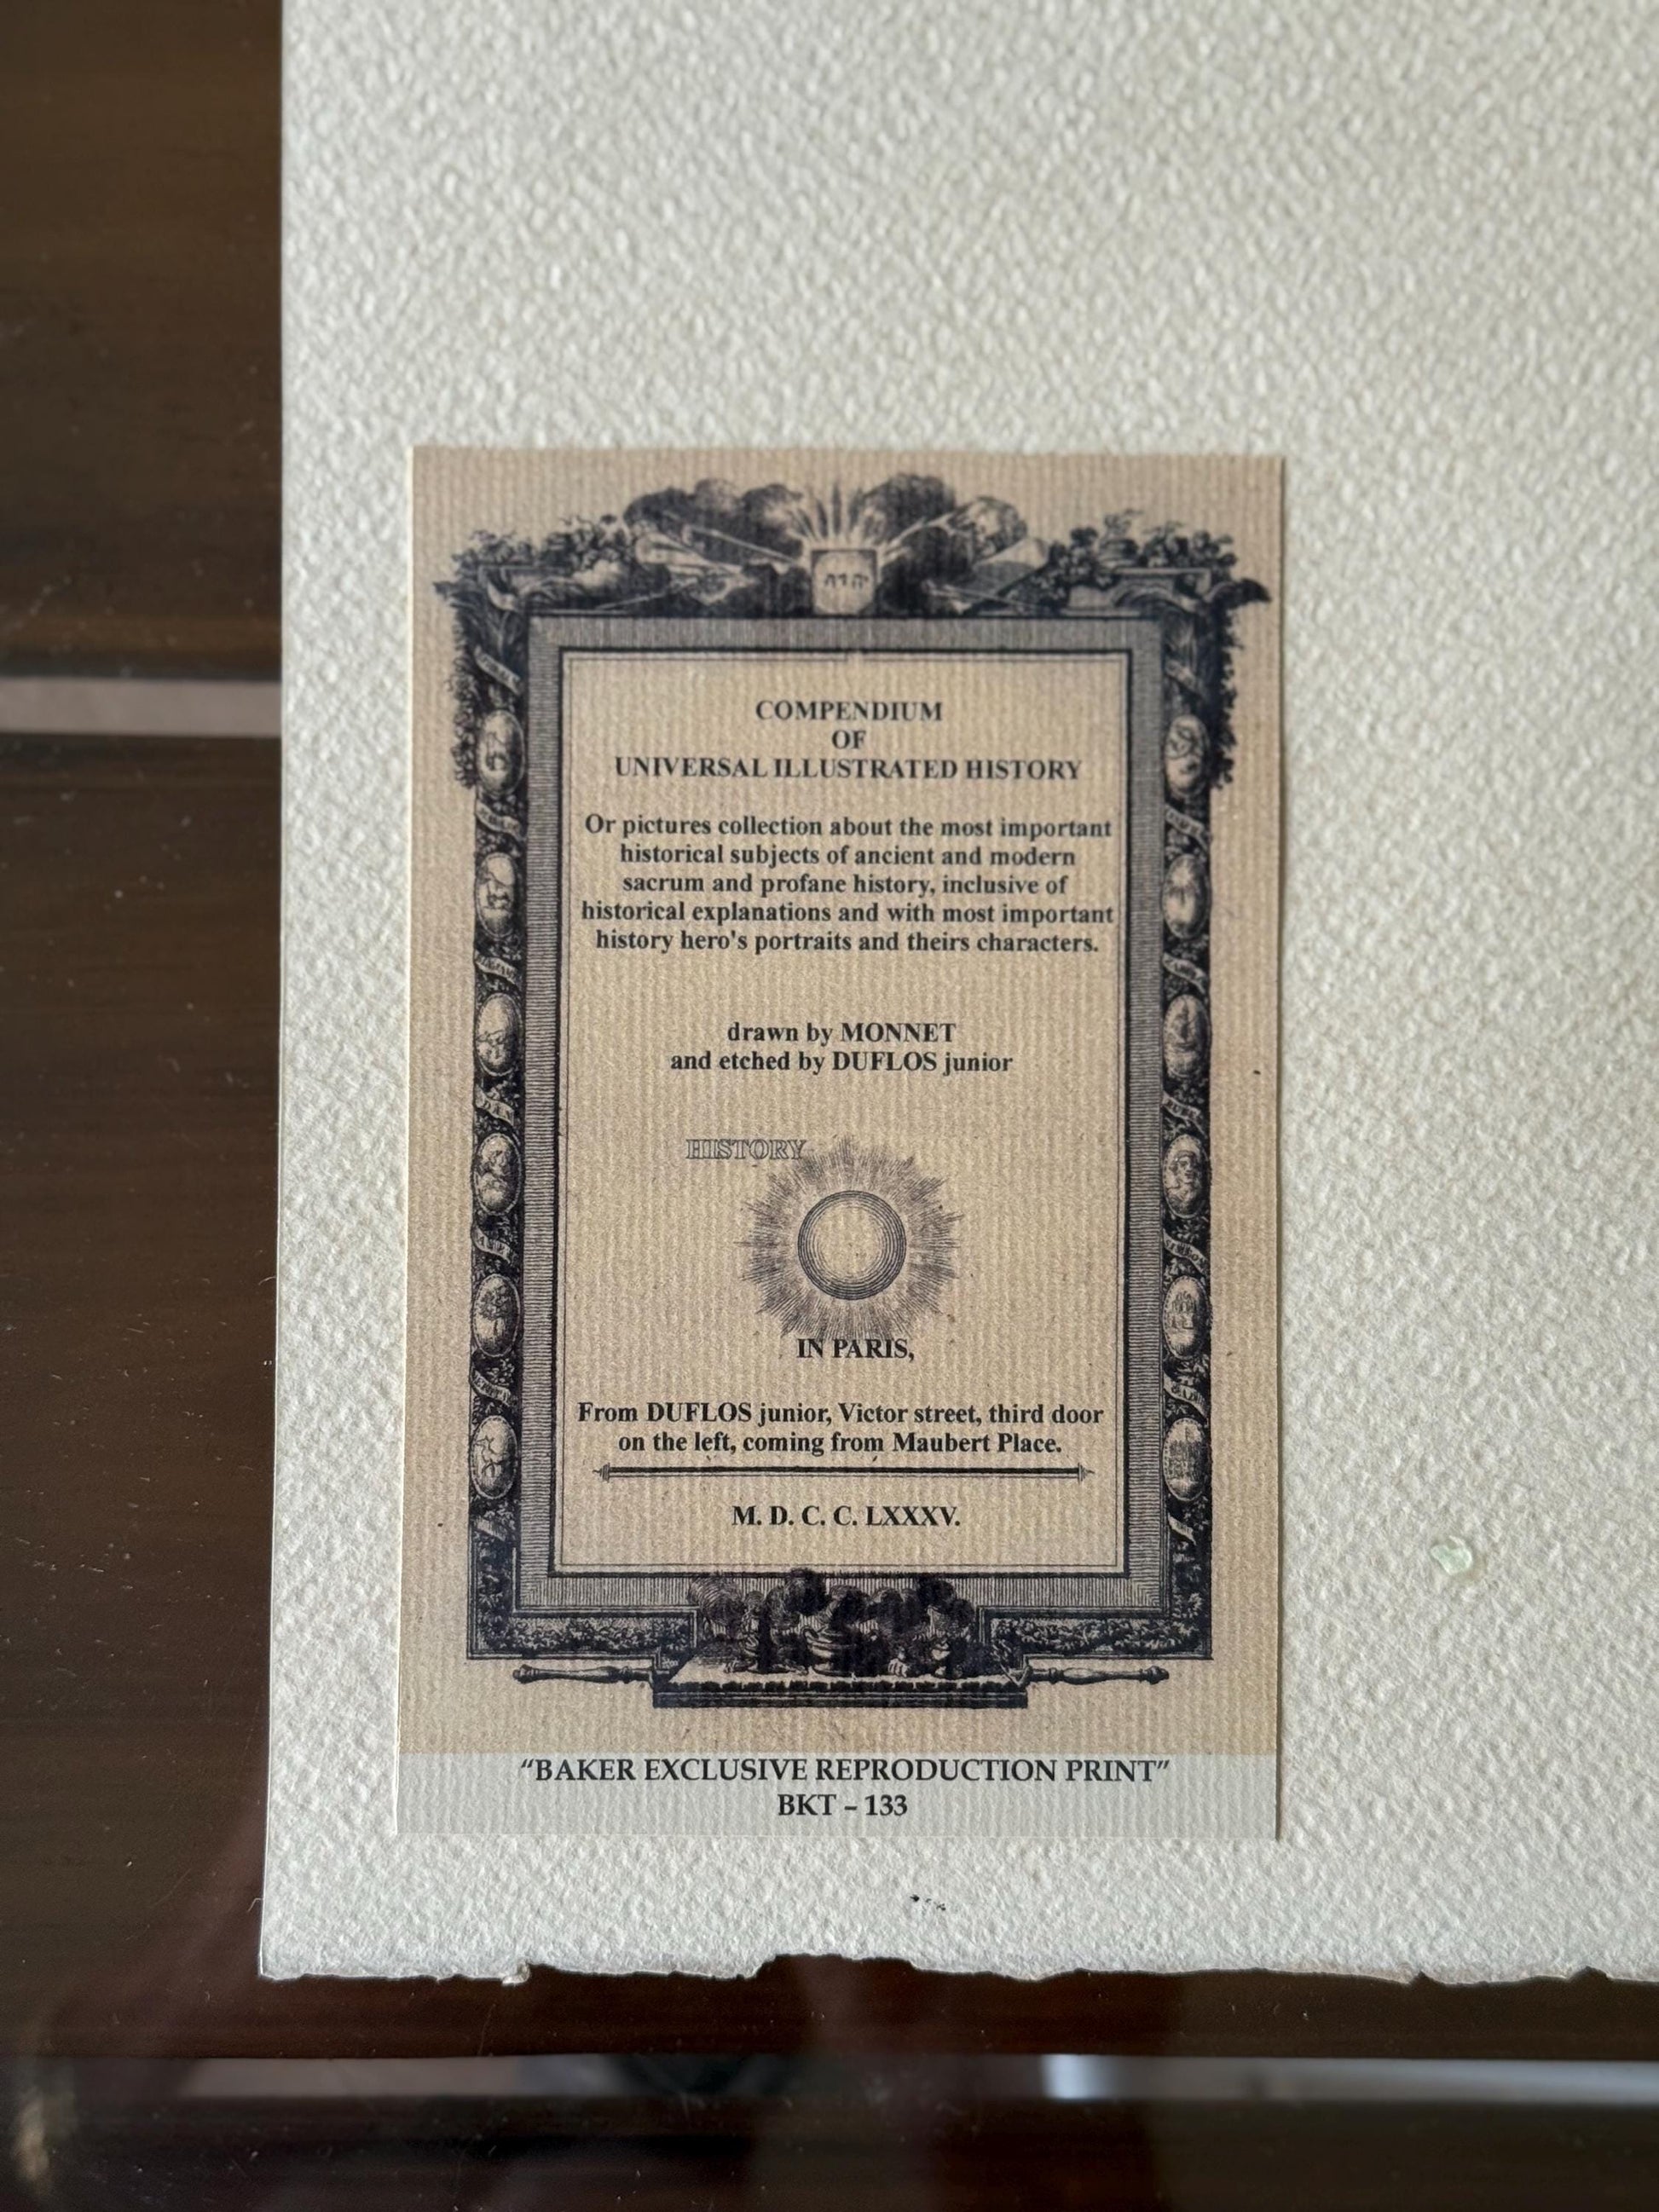 יהוה
COMPENDIUM
OF
UNIVERSAL ILLUSTRATED HISTORY
Or pictures collection about the most important
historical subjects of ancient and modern
sacrum and profane history, inclusive of
historical explanations and with most important
history hero's portraits and theirs characters.
drawn by MONNET
and etched by DUFLOS junior
HISTORY
IN PARIS,
From DUFLOS junior, Victor street, third door
on the left, coming from Maubert Place.
M. D. C. C. LXXXV.
“BAKER EXCLUSIVE REPRODUCTION PRINT”
BKT – 133